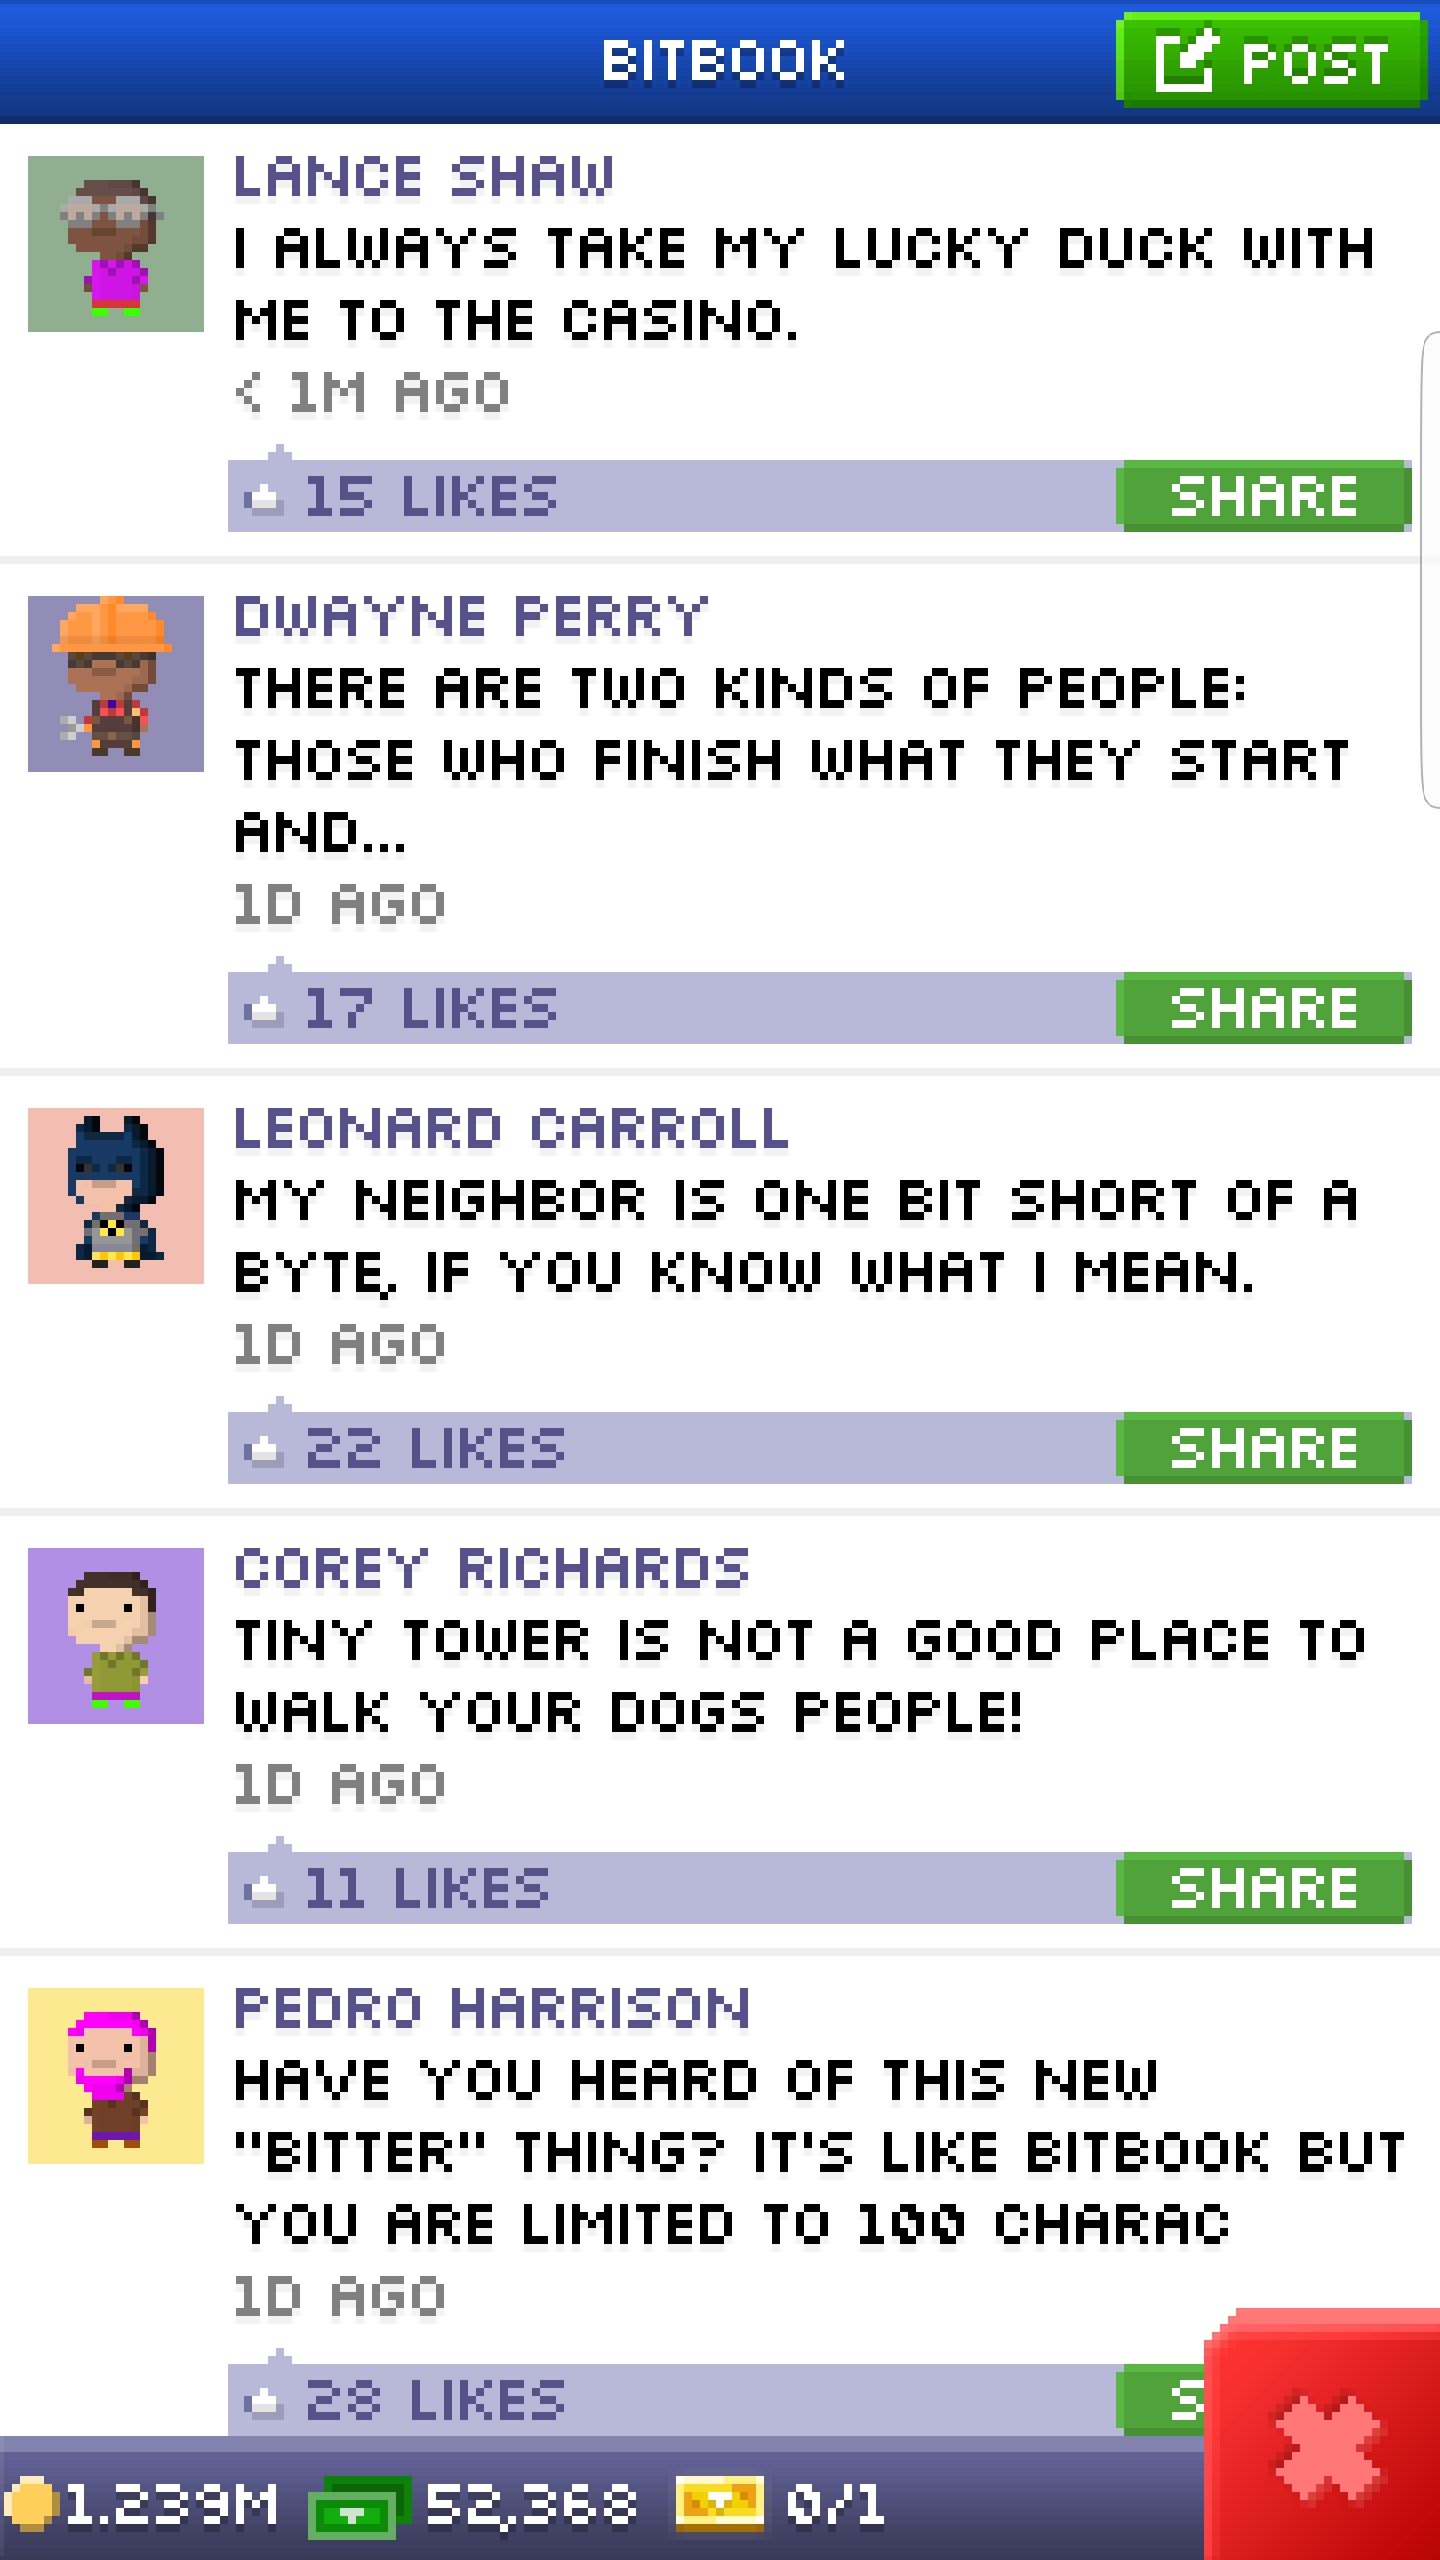 BITBOOK
POST
LANCE SHAW
I ALWAYS TAKE MY LUCKY DUCK WITH
ME TO THE CASINO.
< 1M AGO
15 LIKES
SHARE
DWAYNE PERRY
THERE ARE TWO KINDS OF PEOPLE:
THOSE WHO FINISH WHAT THEY START
AND...
1D AGO
17 LIKES
SHARE
LEONARD CARROLL
MY NEIGHBOR IS ONE BIT SHORT OF A
BYTE, IF YOU KNOW WHAT I MEAN.
1D AGO
22 LIKES
SHARE
COREY RICHARDS
TINY TOWER IS NOT A GOOD PLACE TO
WALK YOUR DOGS PEOPLE!
1D AGO
11 LIKES
SHARE
PEDRO HARRISON
HAVE YOU HEARD OF THIS NEW
"BITTER" THING? IT'S LIKE BITBOOK BUT
YOU ARE LIMITED TO 100 CHARAC
1D AGO
28 LIKES
S
1.239M 52,368 0/1